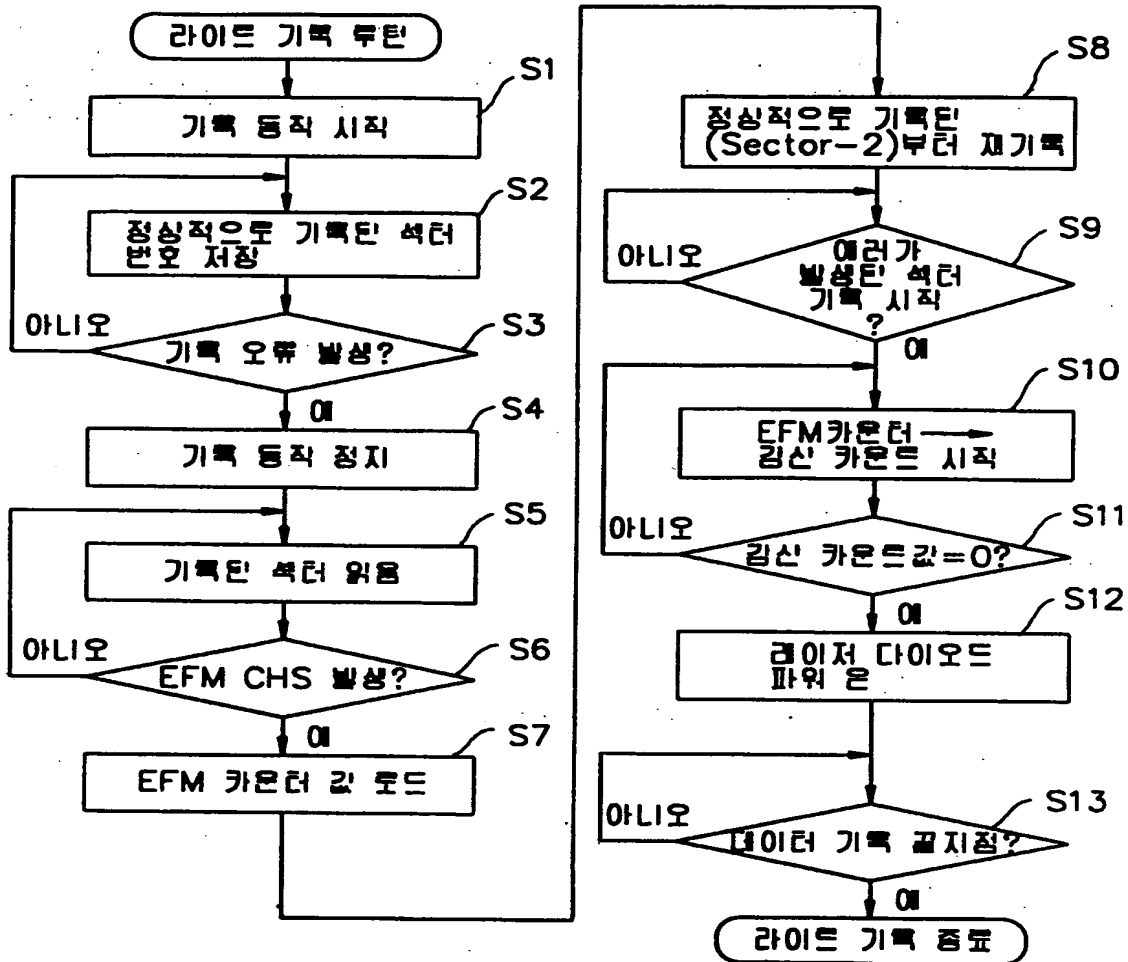 라이트 기록 루틴
S1
기록 동작 시작
S2
정상적으로 기록된 섹터
번호 저장
S3
기록 오류 발생?
아니오
예
S4
기록 동작 정지
S5
기록된 섹터 읽음
S6
EFM CHS 발생?
아니오
예
S7
EFM 카운터 값 로드
S8
정상적으로 기록된
(Sector-2)부터 재기록
S9
에러가
발생된 섹터
기록 시작
?
아니오
예
S10
EFM카운터
감산 카운트 시작
S11
감산 카운트값=0?
아니오
예
S12
레이저 다이오드
파워 온
S13
데이터 기록 끝지점?
아니오
예
라이트 기록 종료